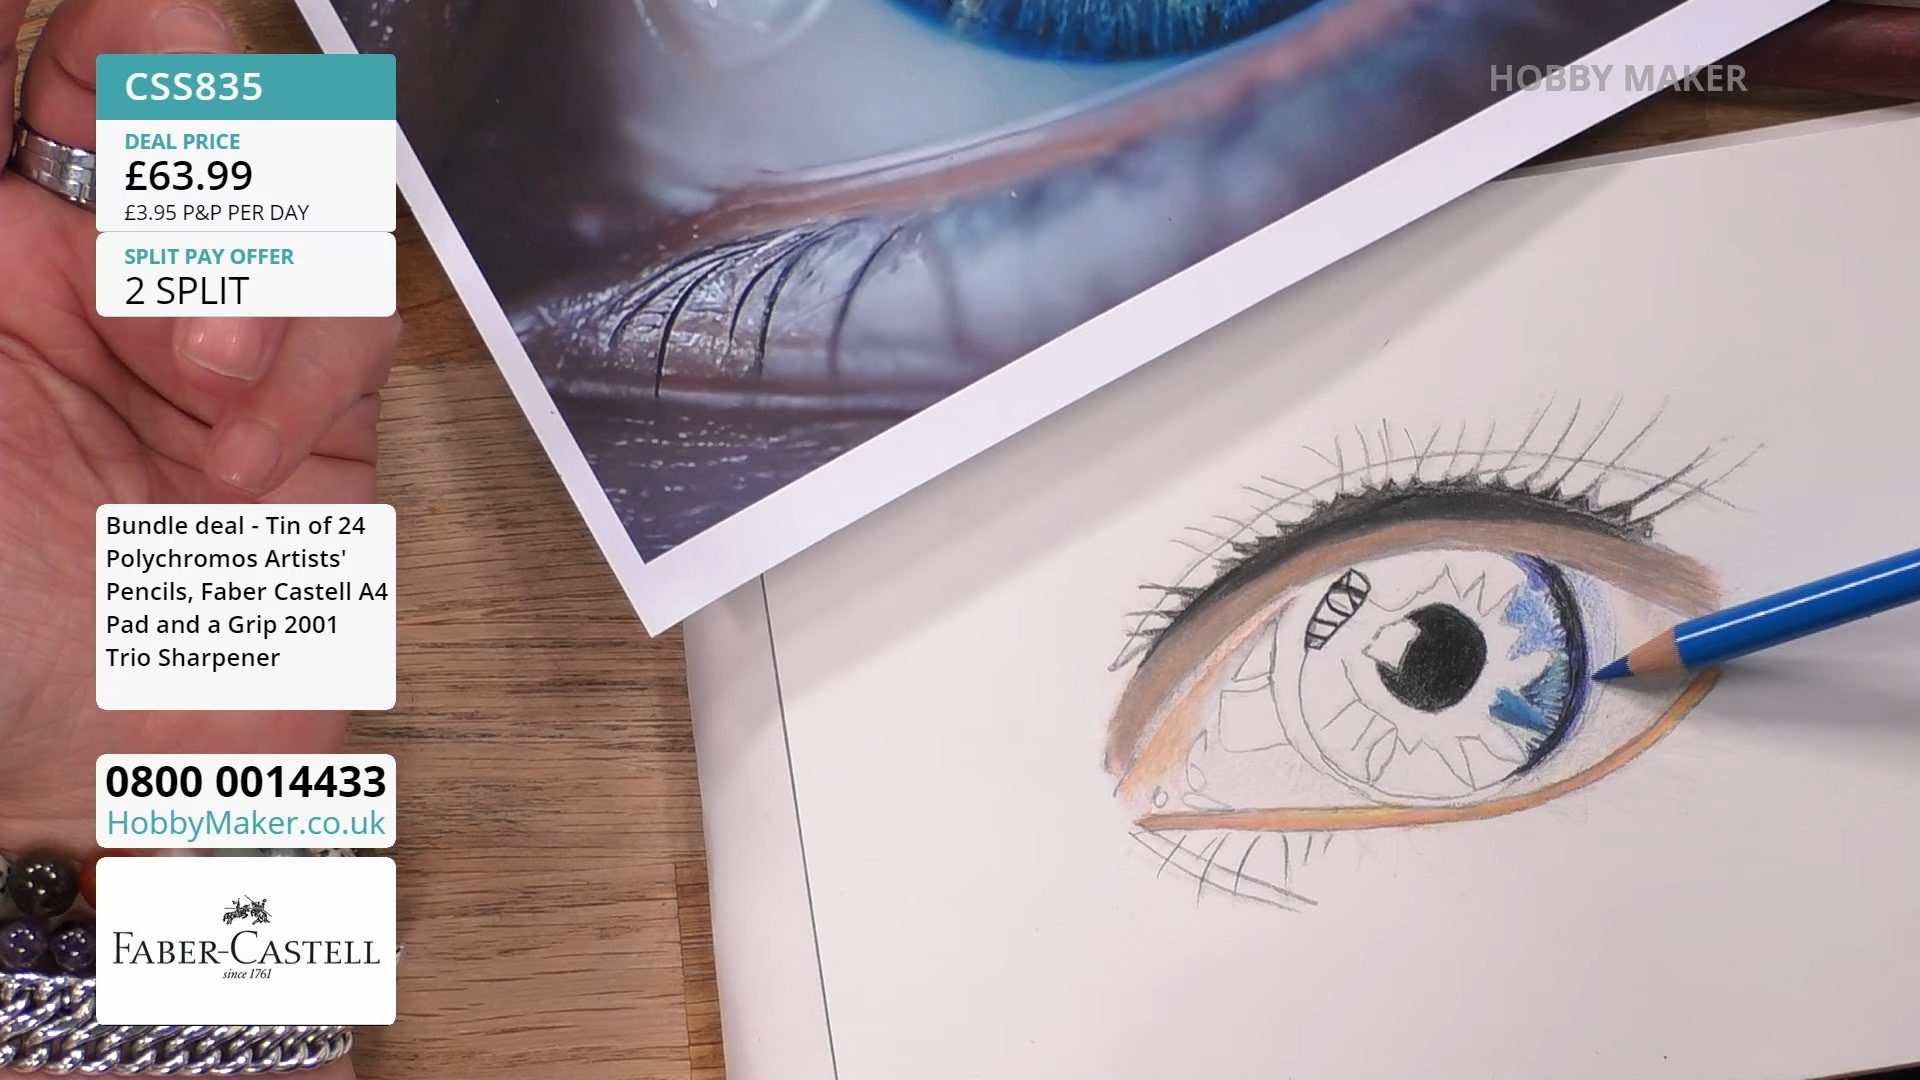 CSS835
DEAL PRICE
£63.99
£3.95 P&P PER DAY
SPLIT PAY OFFER
2 SPLIT
Bundle deal - Tin of 24
Polychromos Artists'
Pencils, Faber Castell A4
Pad and a Grip 2001
Trio Sharpener
0800 0014433
HobbyMaker.co.uk
FABER-CASTELL
since 1761
HOBBY MAKER